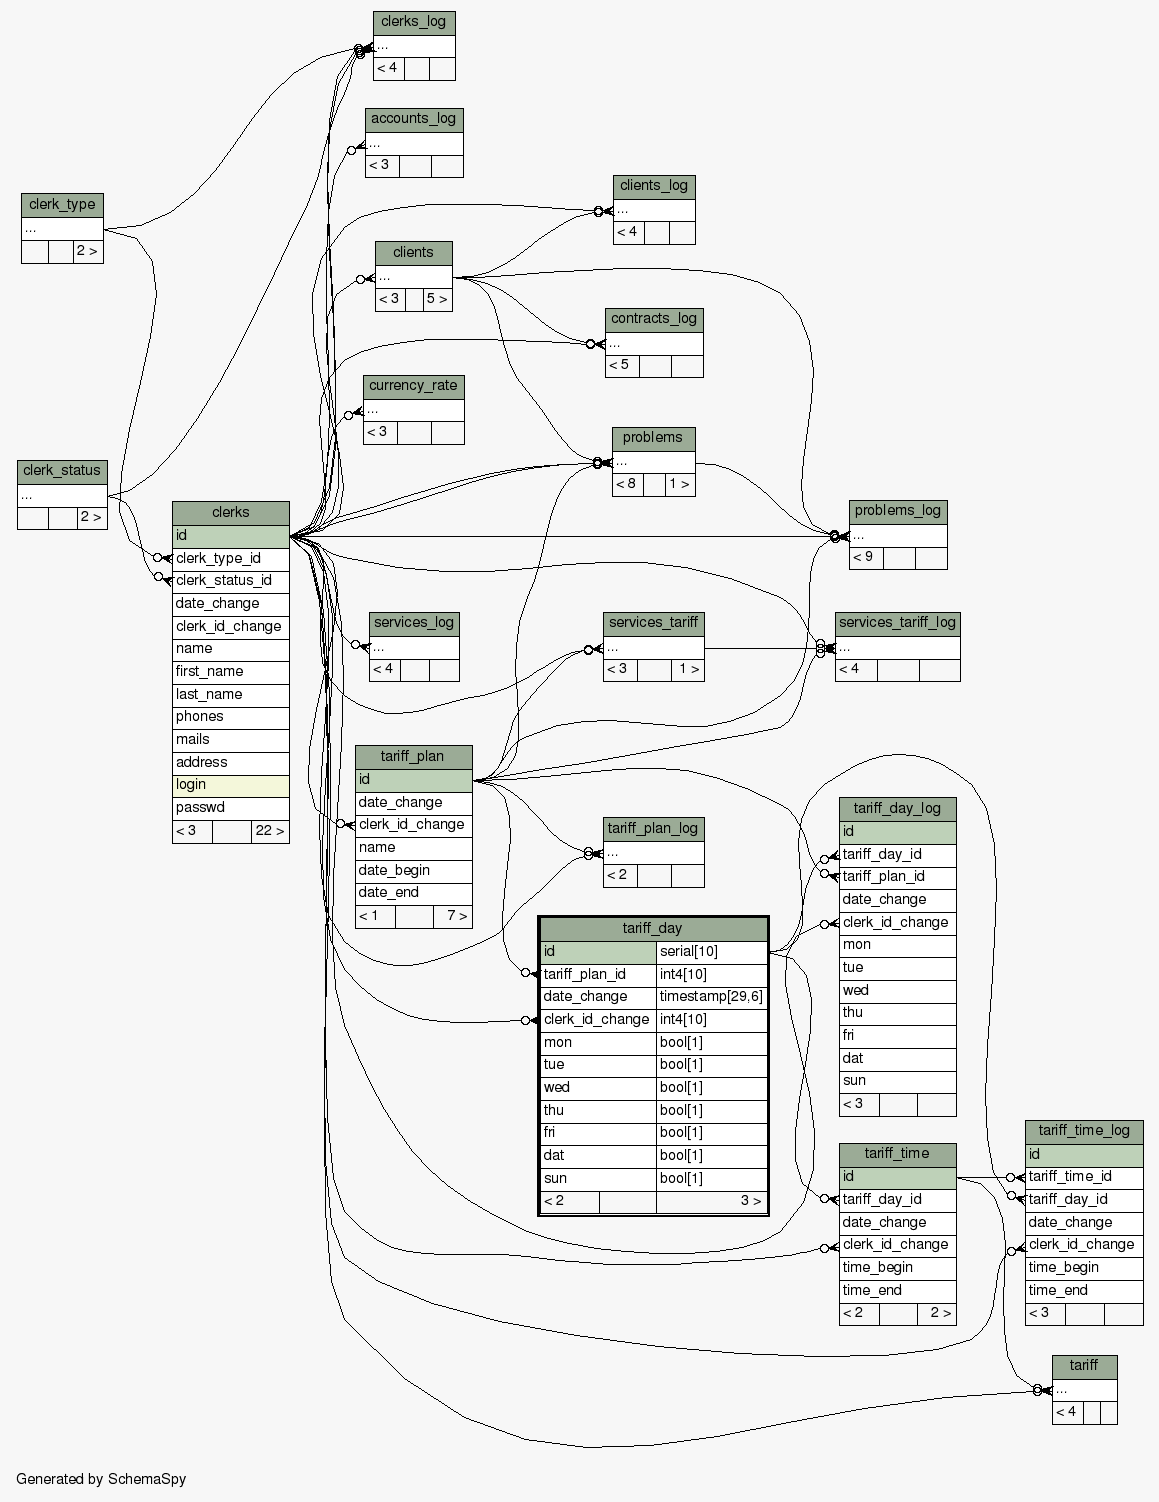 clerks_log
...
< 4
accounts_log
...
< 3
clerk_type
...
2 >
clients_log
...
< 4
clients
...
< 3 5 >
contracts_log
...
< 5
currency_rate
...
< 3
problems
...
< 8 1 >
clerk_status
...
2 >
problems_log
...
< 9
clerks
id
clerk_type_id
clerk_status_id
date_change
clerk_id_change
name
first_name
last_name
phones
mails
address
login
passwd
< 3 22 >
services_log
...
< 4
services_tariff
...
< 3 1 >
services_tariff_log
...
< 4
tariff_plan
id
date_change
clerk_id_change
name
date_begin
date_end
< 1 7 >
tariff_plan_log
...
< 2
tariff_day_log
id
tariff_day_id
tariff_plan_id
date_change
clerk_id_change
mon
tue
wed
thu
fri
dat
sun
< 3
tariff_day
id serial[10]
tariff_plan_id int4[10]
date_change timestamp[29,6]
clerk_id_change int4[10]
mon bool[1]
tue bool[1]
wed bool[1]
thu bool[1]
fri bool[1]
dat bool[1]
sun bool[1]
< 2 3 >
tariff_time
id
tariff_day_id
date_change
clerk_id_change
time_begin
time_end
< 2 2 >
tariff_time_log
id
tariff_time_id
tariff_day_id
date_change
clerk_id_change
time_begin
time_end
< 3
tariff
...
< 4
Generated by SchemaSpy